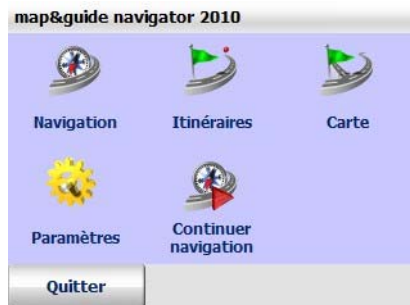 map&guide navigator 2010
Navigation Itinéraires Carte
Paramètres Continuer
navigation
Quitter